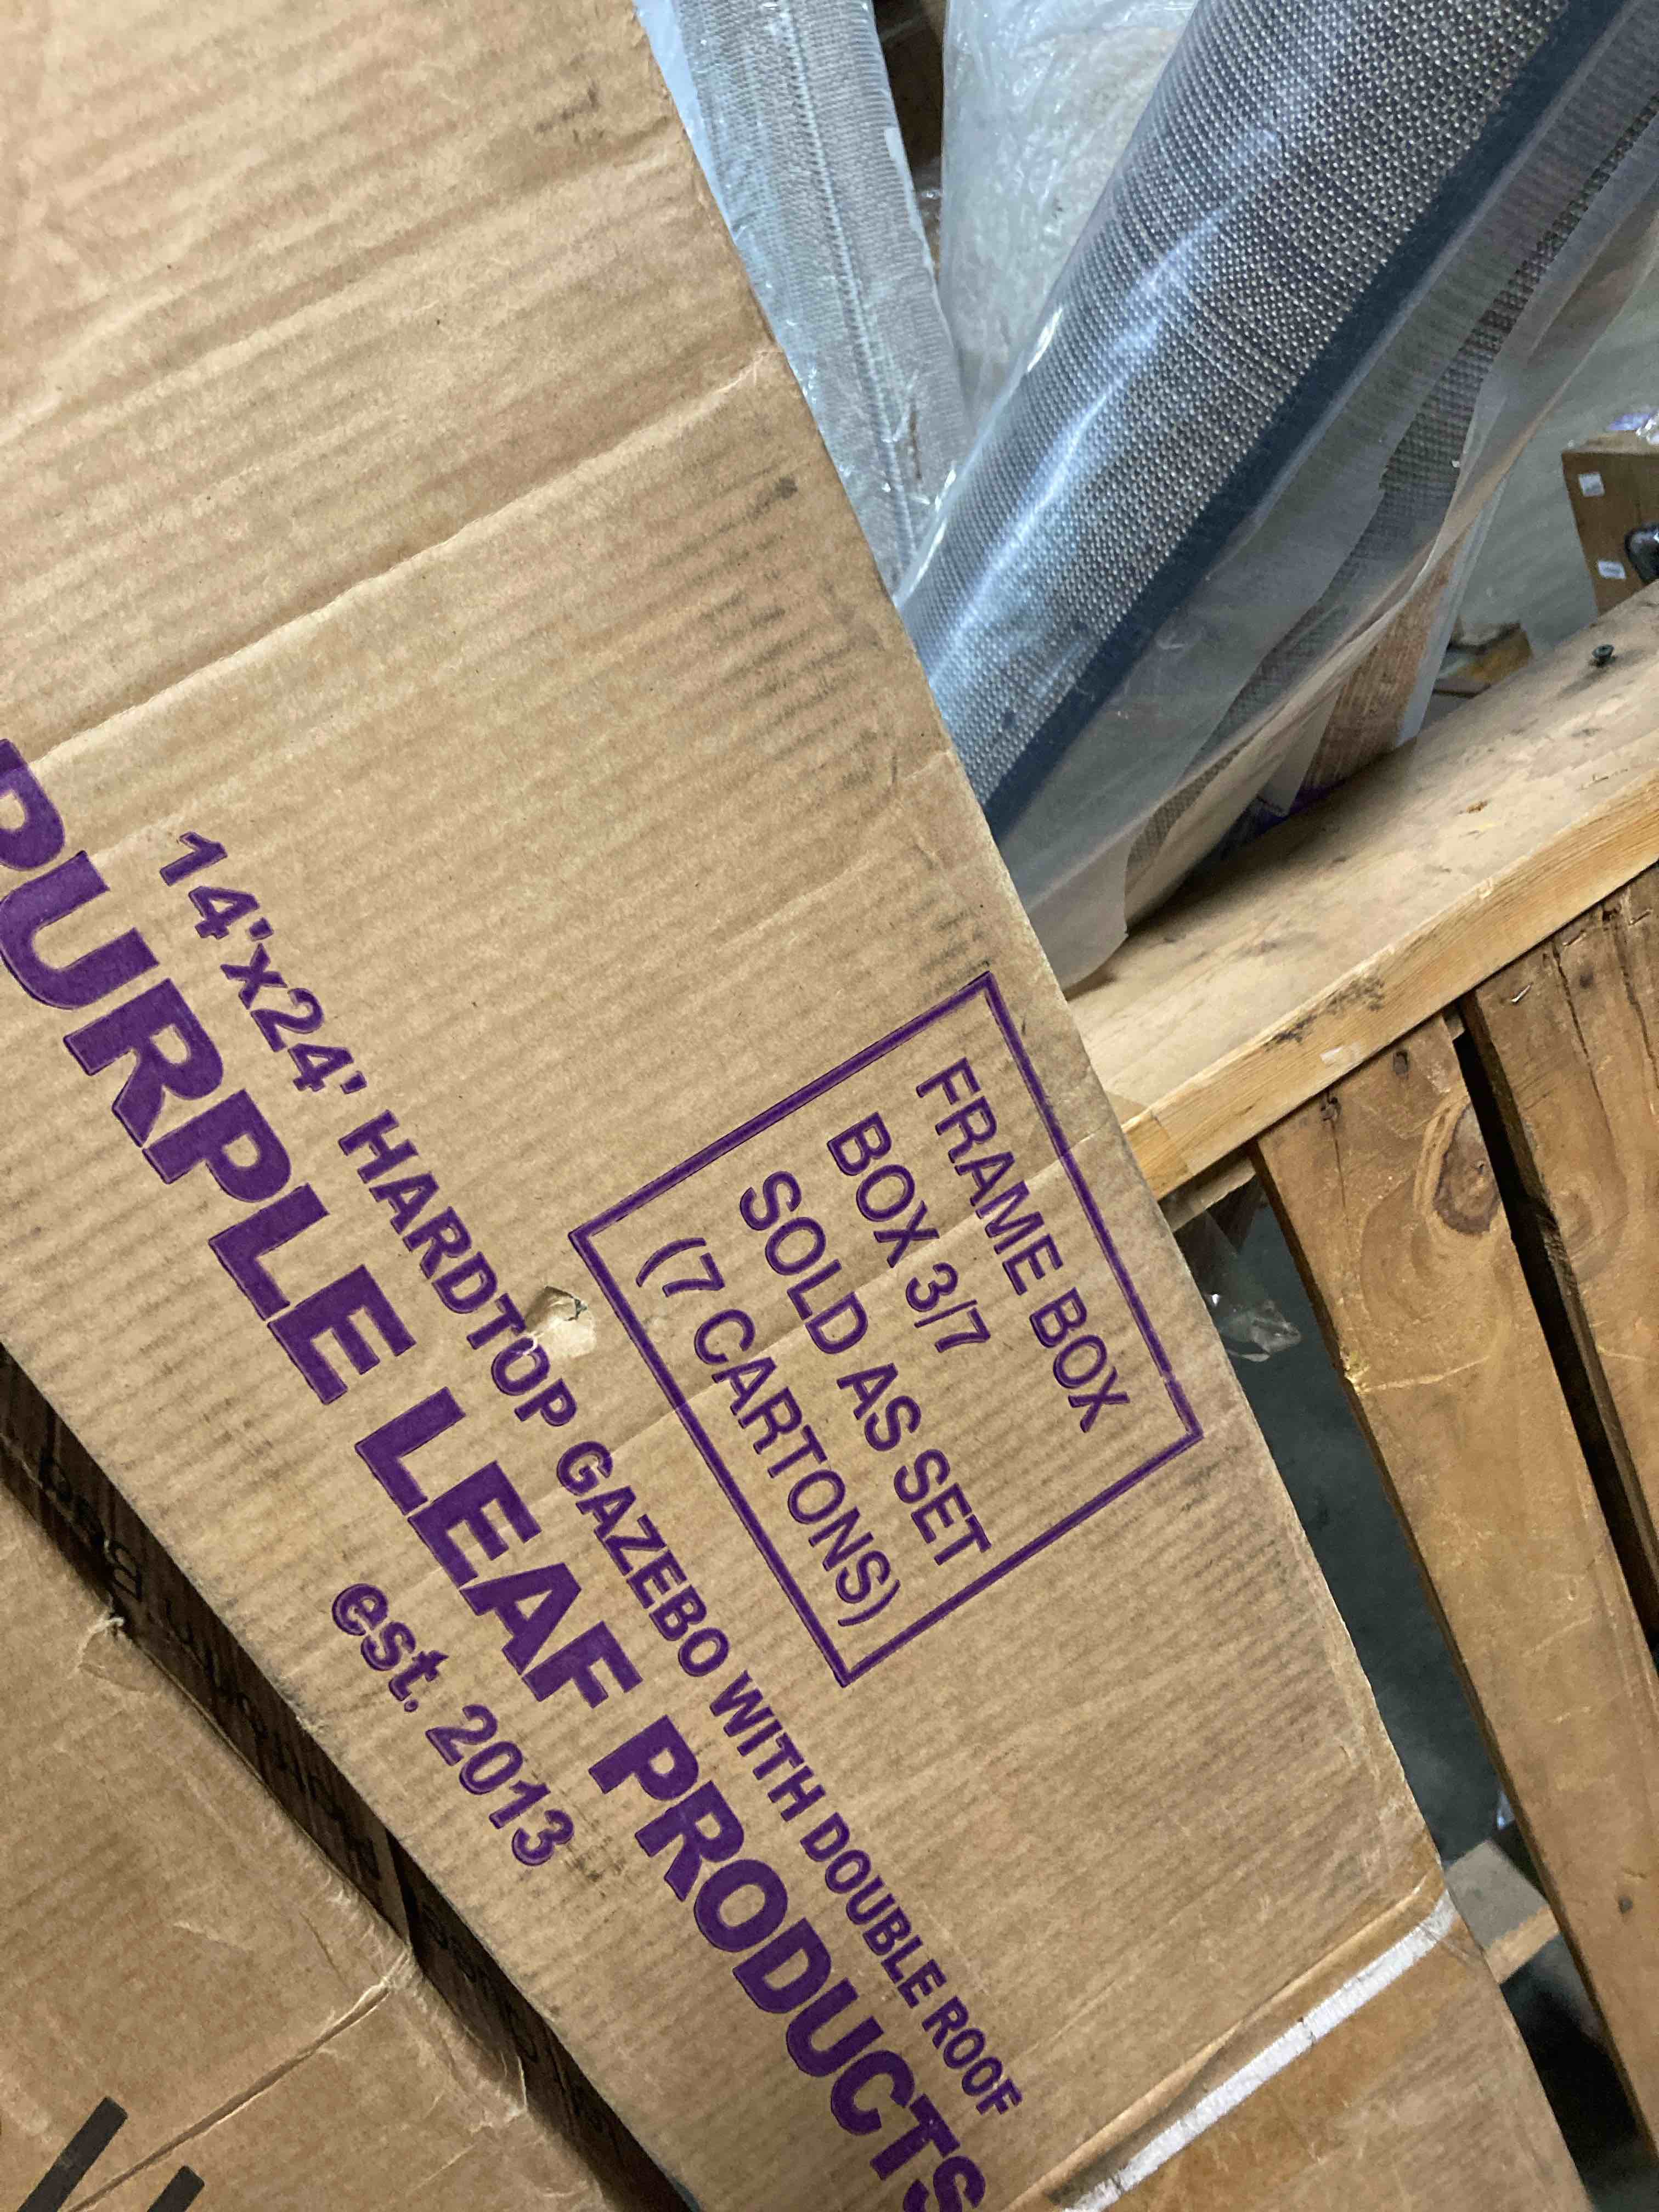 FRAME BOX
BOX 3/7
SOLD AS SET
(7 CARTONS)
14'x24' HARDTOP GAZEBO WITH DOUBLE ROOF
PURPLE LEAF PRODUCTS
est. 2013